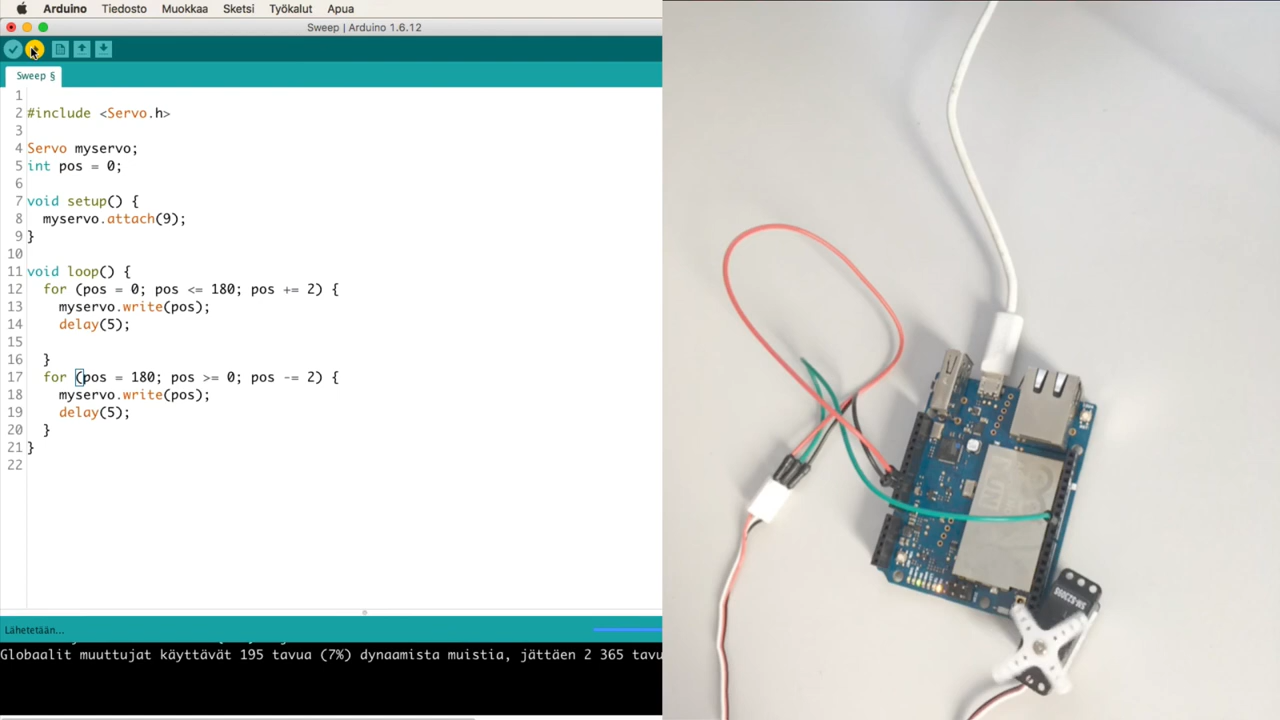 Arduino Tiedosto Muokkaa Sketsi Työkalut Apua
Sweep | Arduino 1.6.12
Sweep §
1
2 #include <Servo.h>
3
4 Servo myservo;
5 int pos = 0;
6
7 void setup() {
8 myservo.attach(9);
9 }
10
11 void loop() {
12 for (pos = 0; pos <= 180; pos += 2) {
13 myservo.write(pos);
14 delay(5);
15
16 }
17 for (pos = 180; pos >= 0; pos -= 2) {
18 myservo.write(pos);
19 delay(5);
20 }
21 }
22
Lähetetään...
Globaalit muuttujat käyttävät 195 tavua (7%) dynaamista muistia, jättäen 2 365 tavu